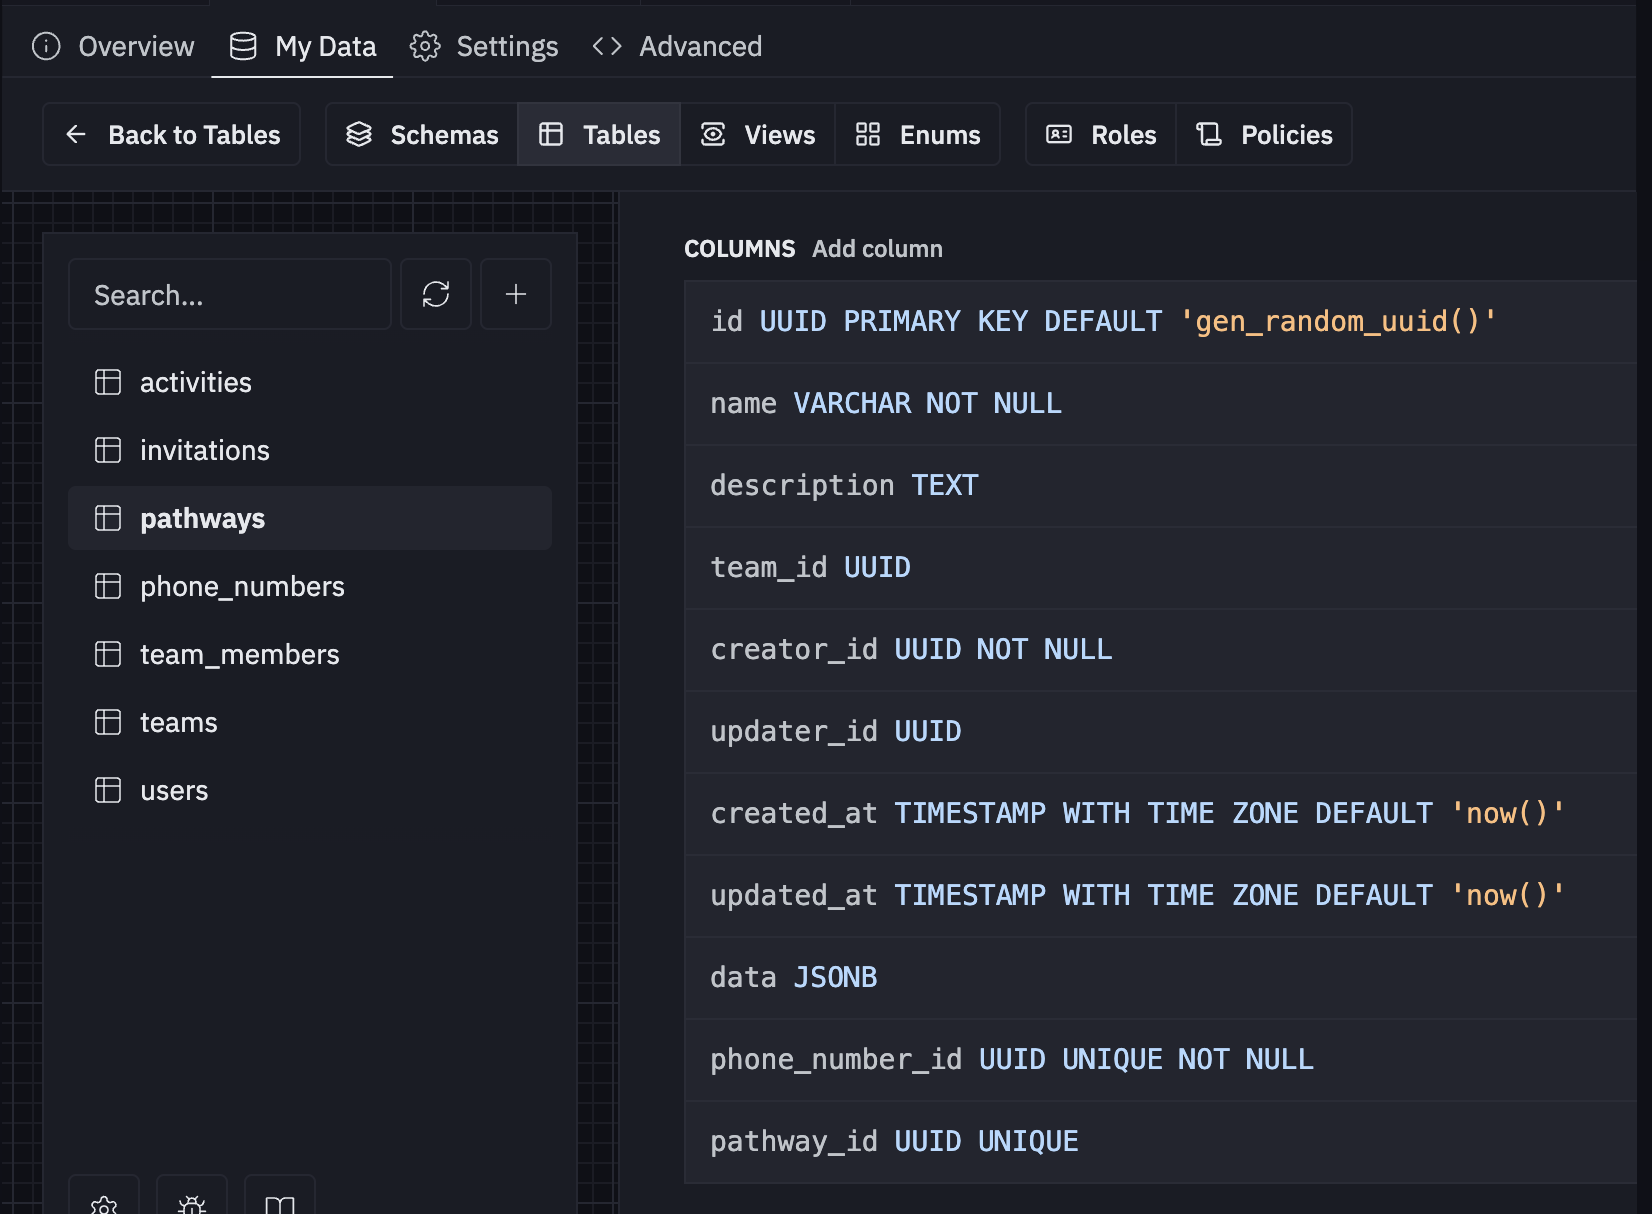 Overview My Data Settings Advanced
Back to Tables Schemas Tables Views Enums Roles Policies
Search...
activities
invitations
pathways
phone_numbers
team_members
teams
users
COLUMNS Add column
id UUID PRIMARY KEY DEFAULT 'gen_random_uuid()'
name VARCHAR NOT NULL
description TEXT
team_id UUID
creator_id UUID NOT NULL
updater_id UUID
created_at TIMESTAMP WITH TIME ZONE DEFAULT 'now()'
updated_at TIMESTAMP WITH TIME ZONE DEFAULT 'now()'
data JSONB
phone_number_id UUID UNIQUE NOT NULL
pathway_id UUID UNIQUE